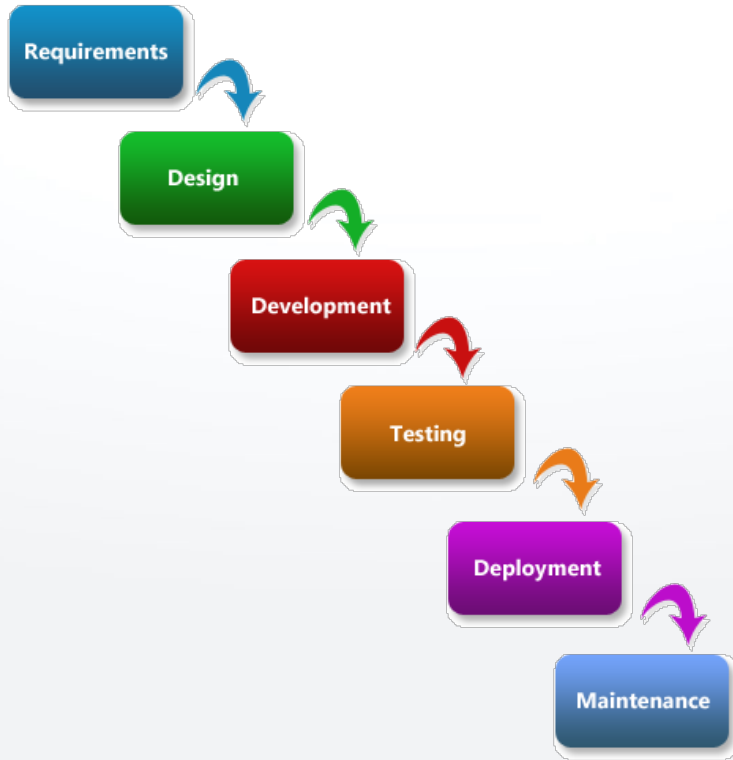 Requirements
Design
Development
Testing
Deployment
Maintenance